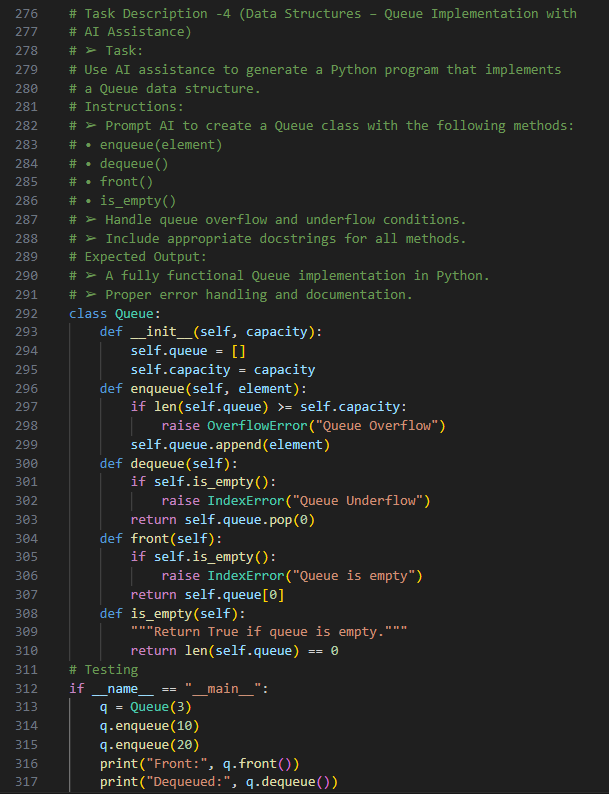 276 # Task Description -4 (Data Structures – Queue Implementation with
277 # AI Assistance)
278 # ➢ Task:
279 # Use AI assistance to generate a Python program that implements
280 # a Queue data structure.
281 # Instructions:
282 # ➢ Prompt AI to create a Queue class with the following methods:
283 # • enqueue(element)
284 # • dequeue()
285 # • front()
286 # • is_empty()
287 # ➢ Handle queue overflow and underflow conditions.
288 # ➢ Include appropriate docstrings for all methods.
289 # Expected Output:
290 # ➢ A fully functional Queue implementation in Python.
291 # ➢ Proper error handling and documentation.
292 class Queue:
293     def __init__(self, capacity):
294         self.queue = []
295         self.capacity = capacity
296     def enqueue(self, element):
297         if len(self.queue) >= self.capacity:
298             raise OverflowError("Queue Overflow")
299         self.queue.append(element)
300     def dequeue(self):
301         if self.is_empty():
302             raise IndexError("Queue Underflow")
303         return self.queue.pop(0)
304     def front(self):
305         if self.is_empty():
306             raise IndexError("Queue is empty")
307         return self.queue[0]
308     def is_empty(self):
309         """Return True if queue is empty."""
310         return len(self.queue) == 0
311 # Testing
312 if __name__ == "__main__":
313     q = Queue(3)
314     q.enqueue(10)
315     q.enqueue(20)
316     print("Front:", q.front())
317     print("Dequeued:", q.dequeue())